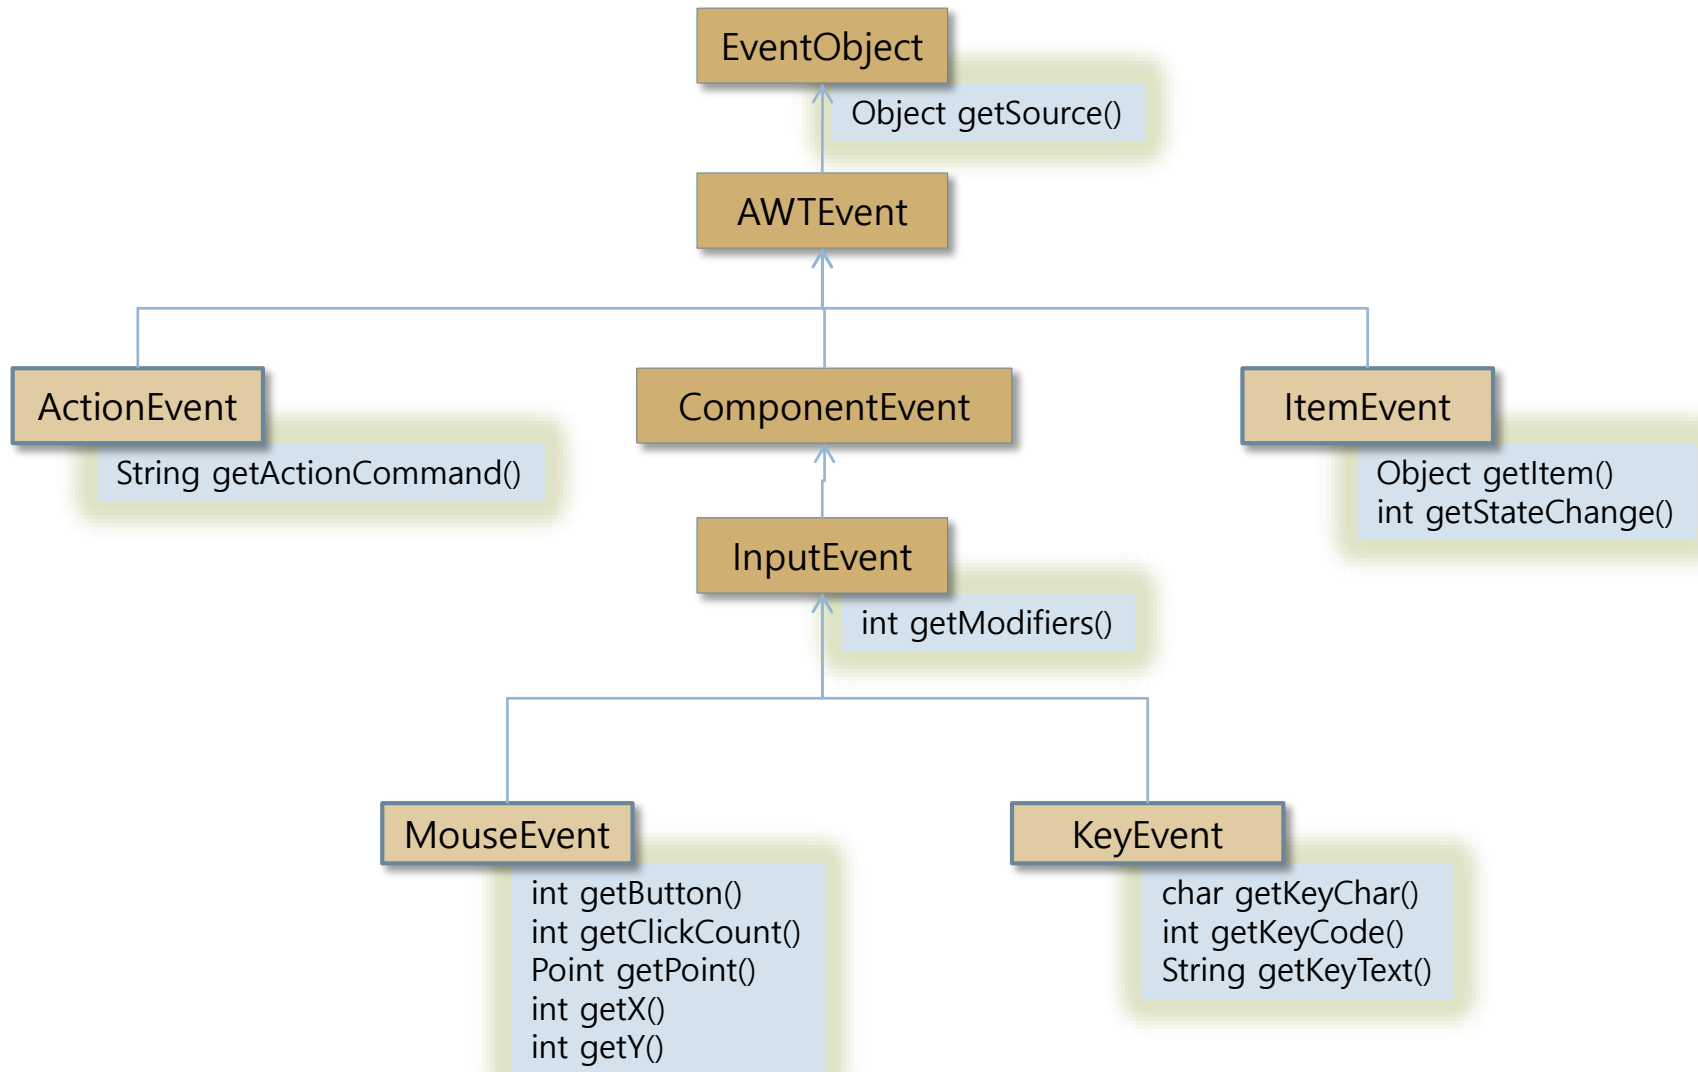 EventObject
Object getSource()
AWTEvent
ActionEvent
String getActionCommand()
ComponentEvent
ItemEvent
Object getItem()
int getStateChange()
InputEvent
int getModifiers()
MouseEvent
int getButton()
int getClickCount()
Point getPoint()
int getX()
int getY()
KeyEvent
char getKeyChar()
int getKeyCode()
String getKeyText()